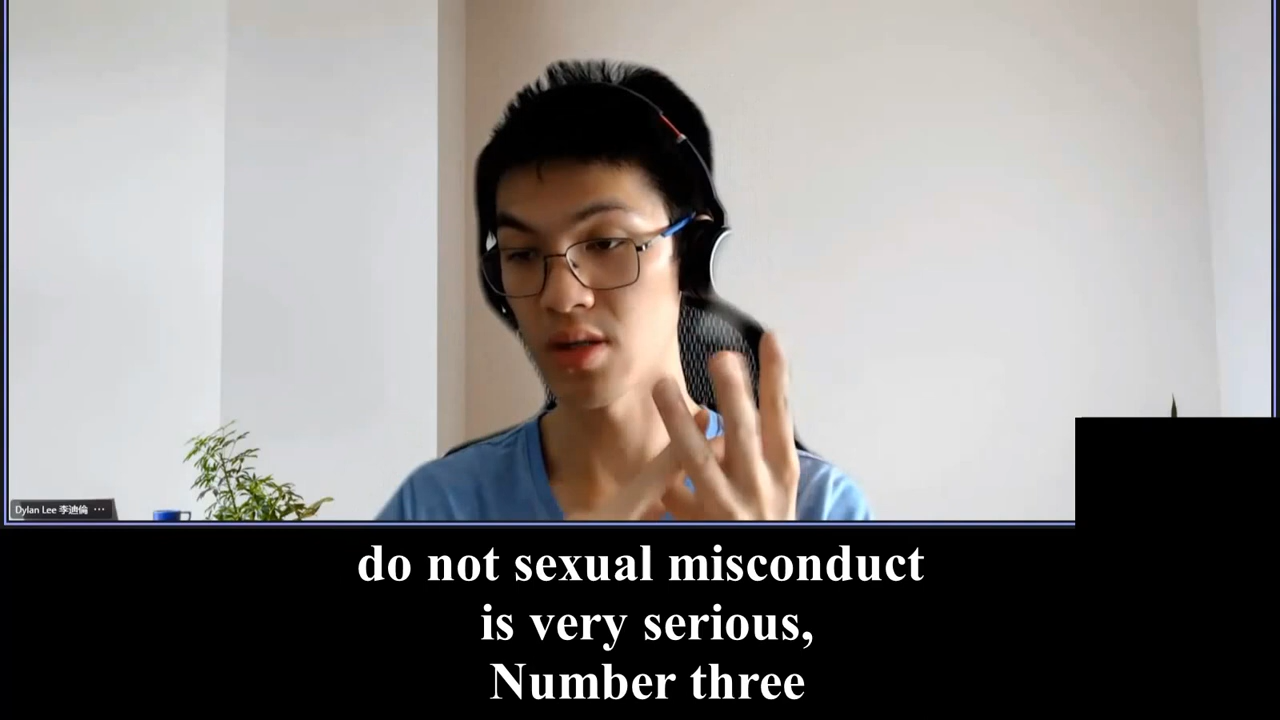 Dylan Lee 李迪倫 ···
do not sexual misconduct
is very serious,
Number three